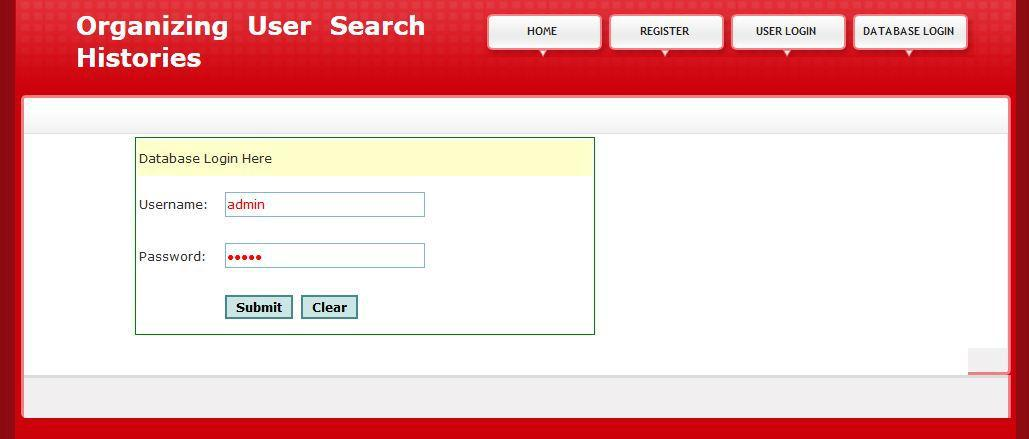 Organizing User Search
Histories
HOME
REGISTER
USER LOGIN
DATABASE LOGIN
Database Login Here
Username: admin
Password: •••••
Submit Clear